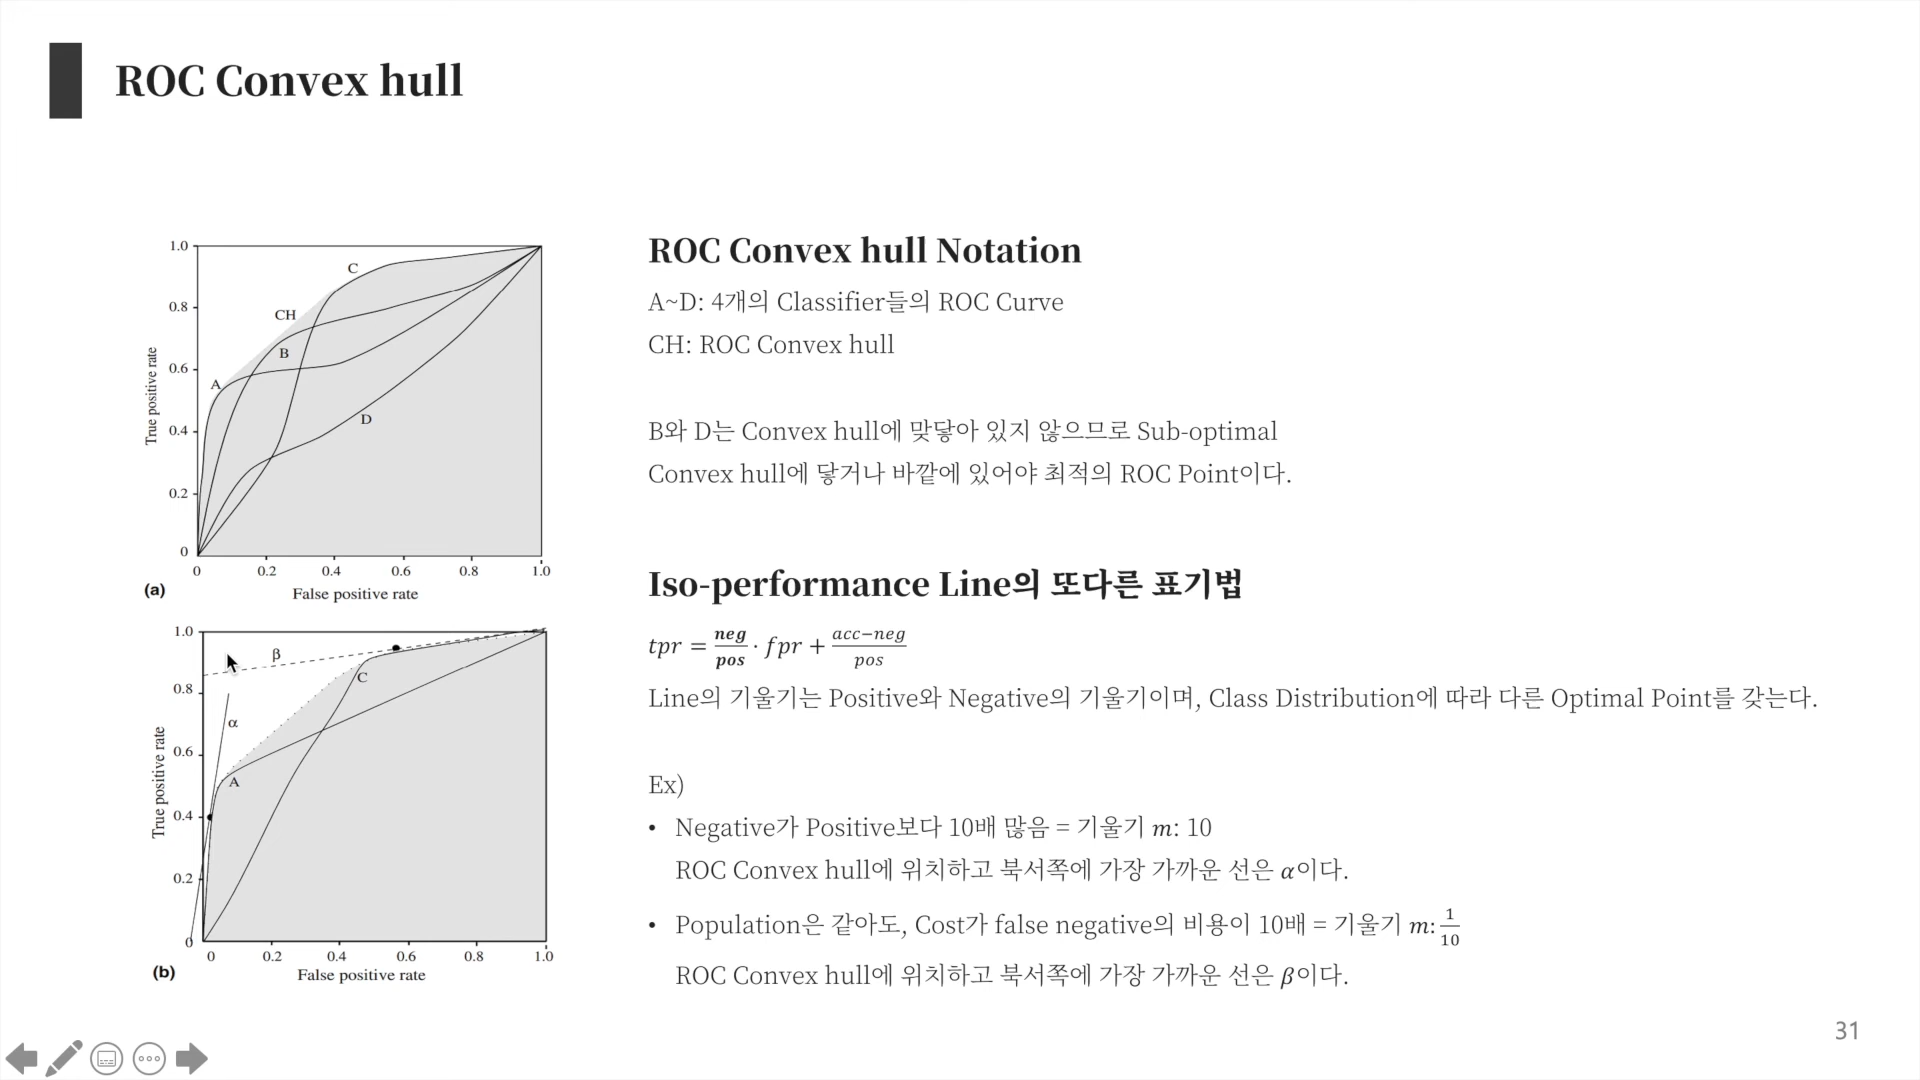 ROC Convex hull
1.0
0.8
0.6
0.4
0.2
0
True positive rate
C
CH
B
A
D
0 0.2 0.4 0.6 0.8 1.0
(a) False positive rate
1.0
0.8
0.6
0.4
0.2
0
True positive rate
β
C
α
A
0 0.2 0.4 0.6 0.8 1.0
(b) False positive rate
ROC Convex hull Notation
A~D: 4개의 Classifier들의 ROC Curve
CH: ROC Convex hull
B와 D는 Convex hull에 맞닿아 있지 않으므로 Sub-optimal
Convex hull에 닿거나 바깥에 있어야 최적의 ROC Point이다.
Iso-performance Line의 또다른 표기법
tpr = neg/pos · fpr + acc−neg/pos
Line의 기울기는 Positive와 Negative의 기울기이며, Class Distribution에 따라 다른 Optimal Point를 갖는다.
Ex)
• Negative가 Positive보다 10배 많음 = 기울기 m: 10
ROC Convex hull에 위치하고 북서쪽에 가장 가까운 선은 α이다.
• Population은 같아도, Cost가 false negative의 비용이 10배 = 기울기 m: 1/10
ROC Convex hull에 위치하고 북서쪽에 가장 가까운 선은 β이다.
31